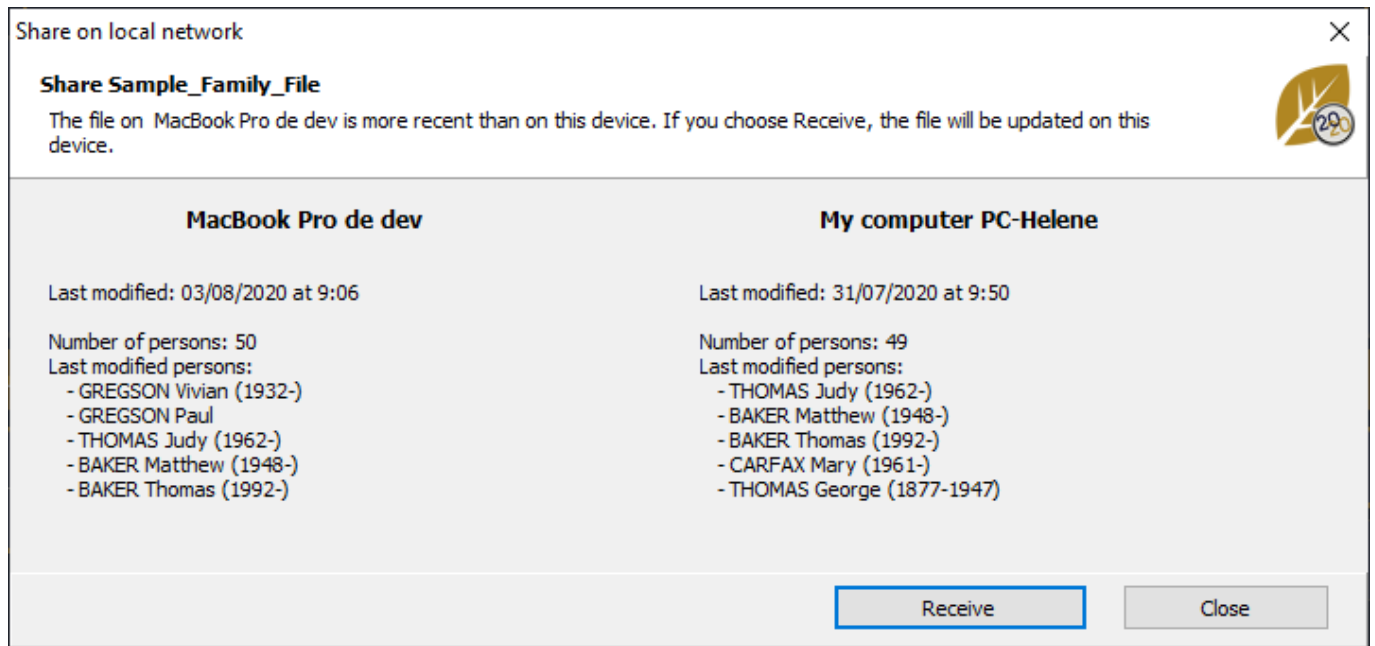 Share on local network
Share Sample_Family_File
The file on  MacBook Pro de dev is more recent than on this device. If you choose Receive, the file will be updated on this
device.
2020
MacBook Pro de dev
Last modified: 03/08/2020 at 9:06
Number of persons: 50
Last modified persons:
- GREGSON Vivian (1932-)
- GREGSON Paul
- THOMAS Judy (1962-)
- BAKER Matthew (1948-)
- BAKER Thomas (1992-)
My computer PC-Helene
Last modified: 31/07/2020 at 9:50
Number of persons: 49
Last modified persons:
- THOMAS Judy (1962-)
- BAKER Matthew (1948-)
- BAKER Thomas (1992-)
- CARFAX Mary (1961-)
- THOMAS George (1877-1947)
Receive
Close